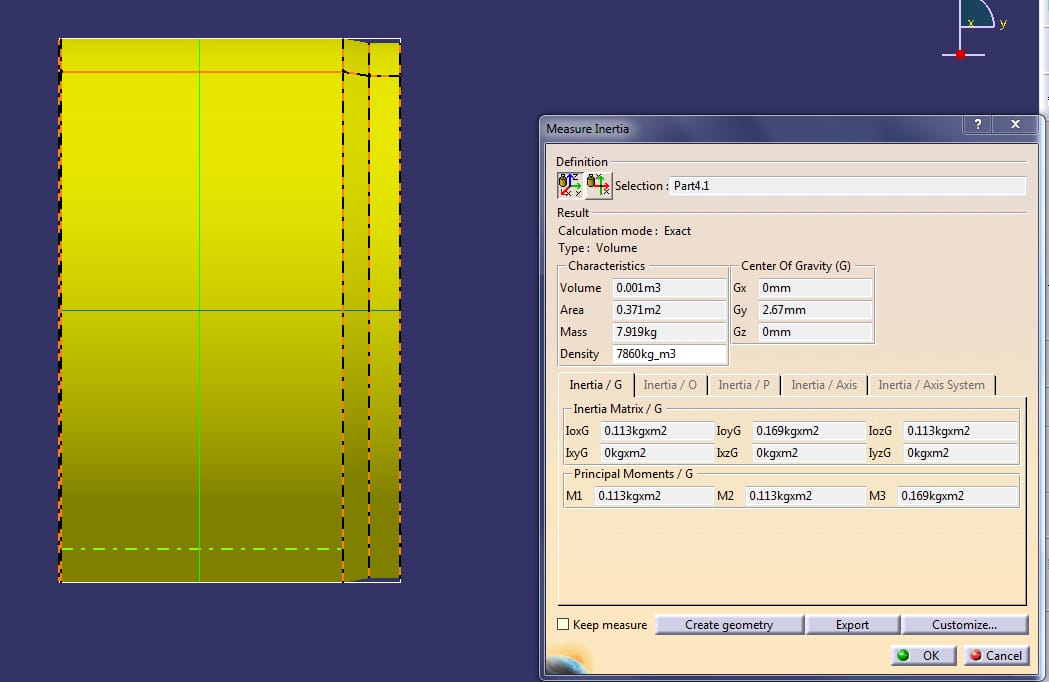 x y
Measure Inertia ? X
Definition
Selection : Part4.1
Result
Calculation mode : Exact
Type : Volume
Characteristics Center Of Gravity (G)
Volume 0.001m3 Gx 0mm
Area 0.371m2 Gy 2.67mm
Mass 7.919kg Gz 0mm
Density 7860kg_m3
Inertia / G Inertia / O Inertia / P Inertia / Axis Inertia / Axis System
Inertia Matrix / G
IoxG 0.113kgxm2 IoyG 0.169kgxm2 IozG 0.113kgxm2
IxyG 0kgxm2 IxzG 0kgxm2 IyzG 0kgxm2
Principal Moments / G
M1 0.113kgxm2 M2 0.113kgxm2 M3 0.169kgxm2
Keep measure Create geometry Export Customize...
OK Cancel